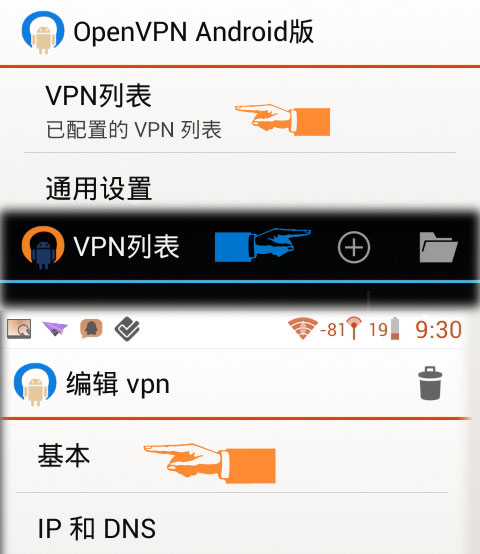 OpenVPN Android版
VPN列表
已配置的 VPN 列表
通用设置
VPN列表
-81 19 9:30
编辑 vpn
基本
IP 和 DNS